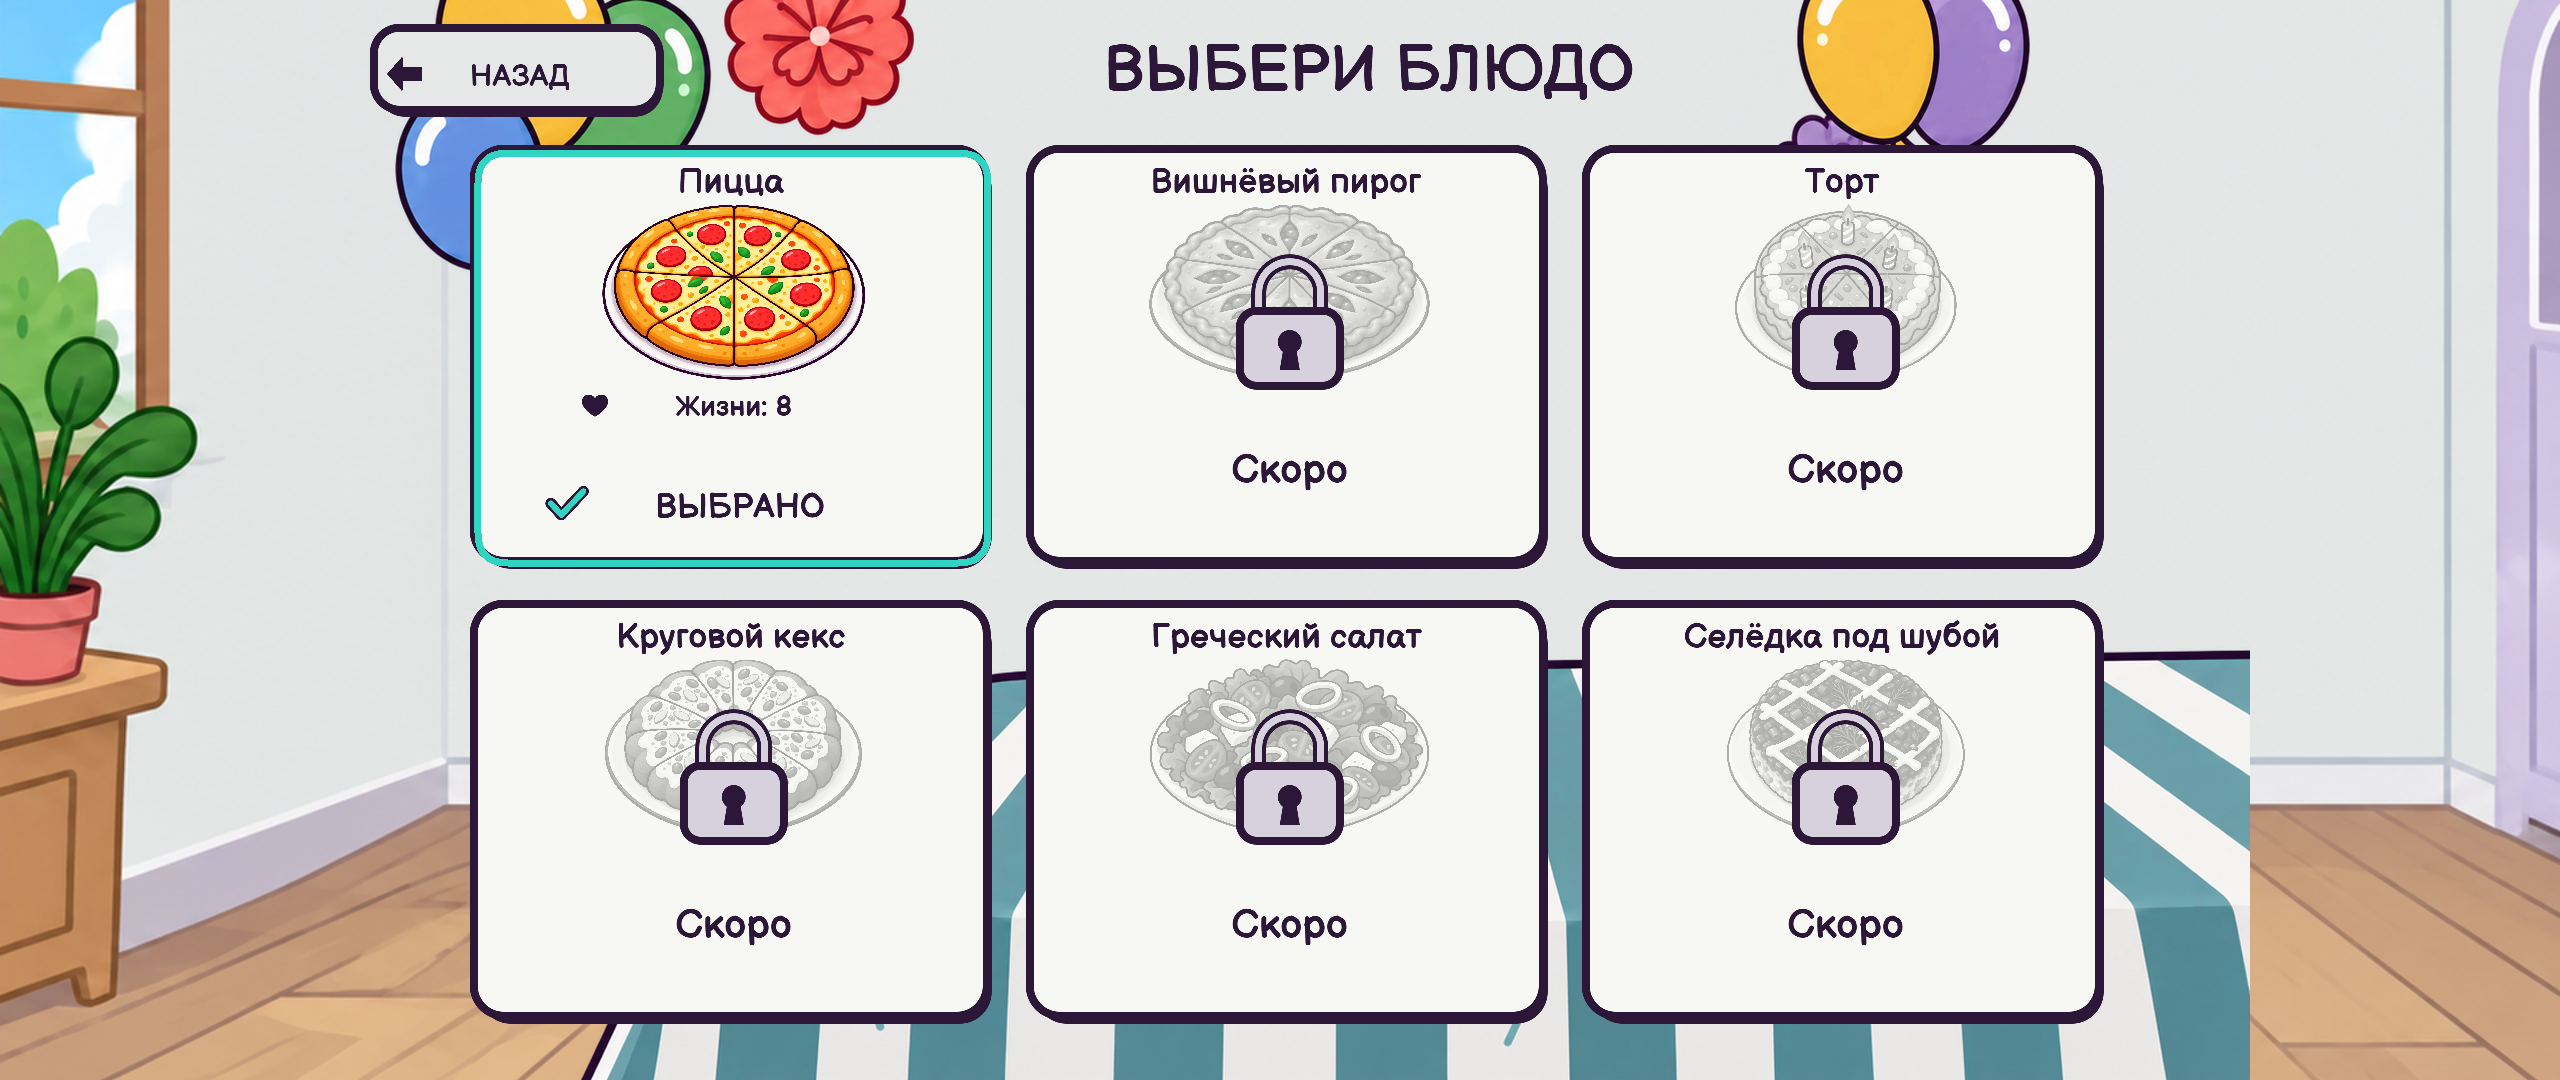 НАЗАД
ВЫБЕРИ БЛЮДО
Пицца
Жизни: 8
ВЫБРАНО
Вишнёвый пирог
Скоро
Торт
Скоро
Круговой кекс
Скоро
Греческий салат
Скоро
Селёдка под шубой
Скоро